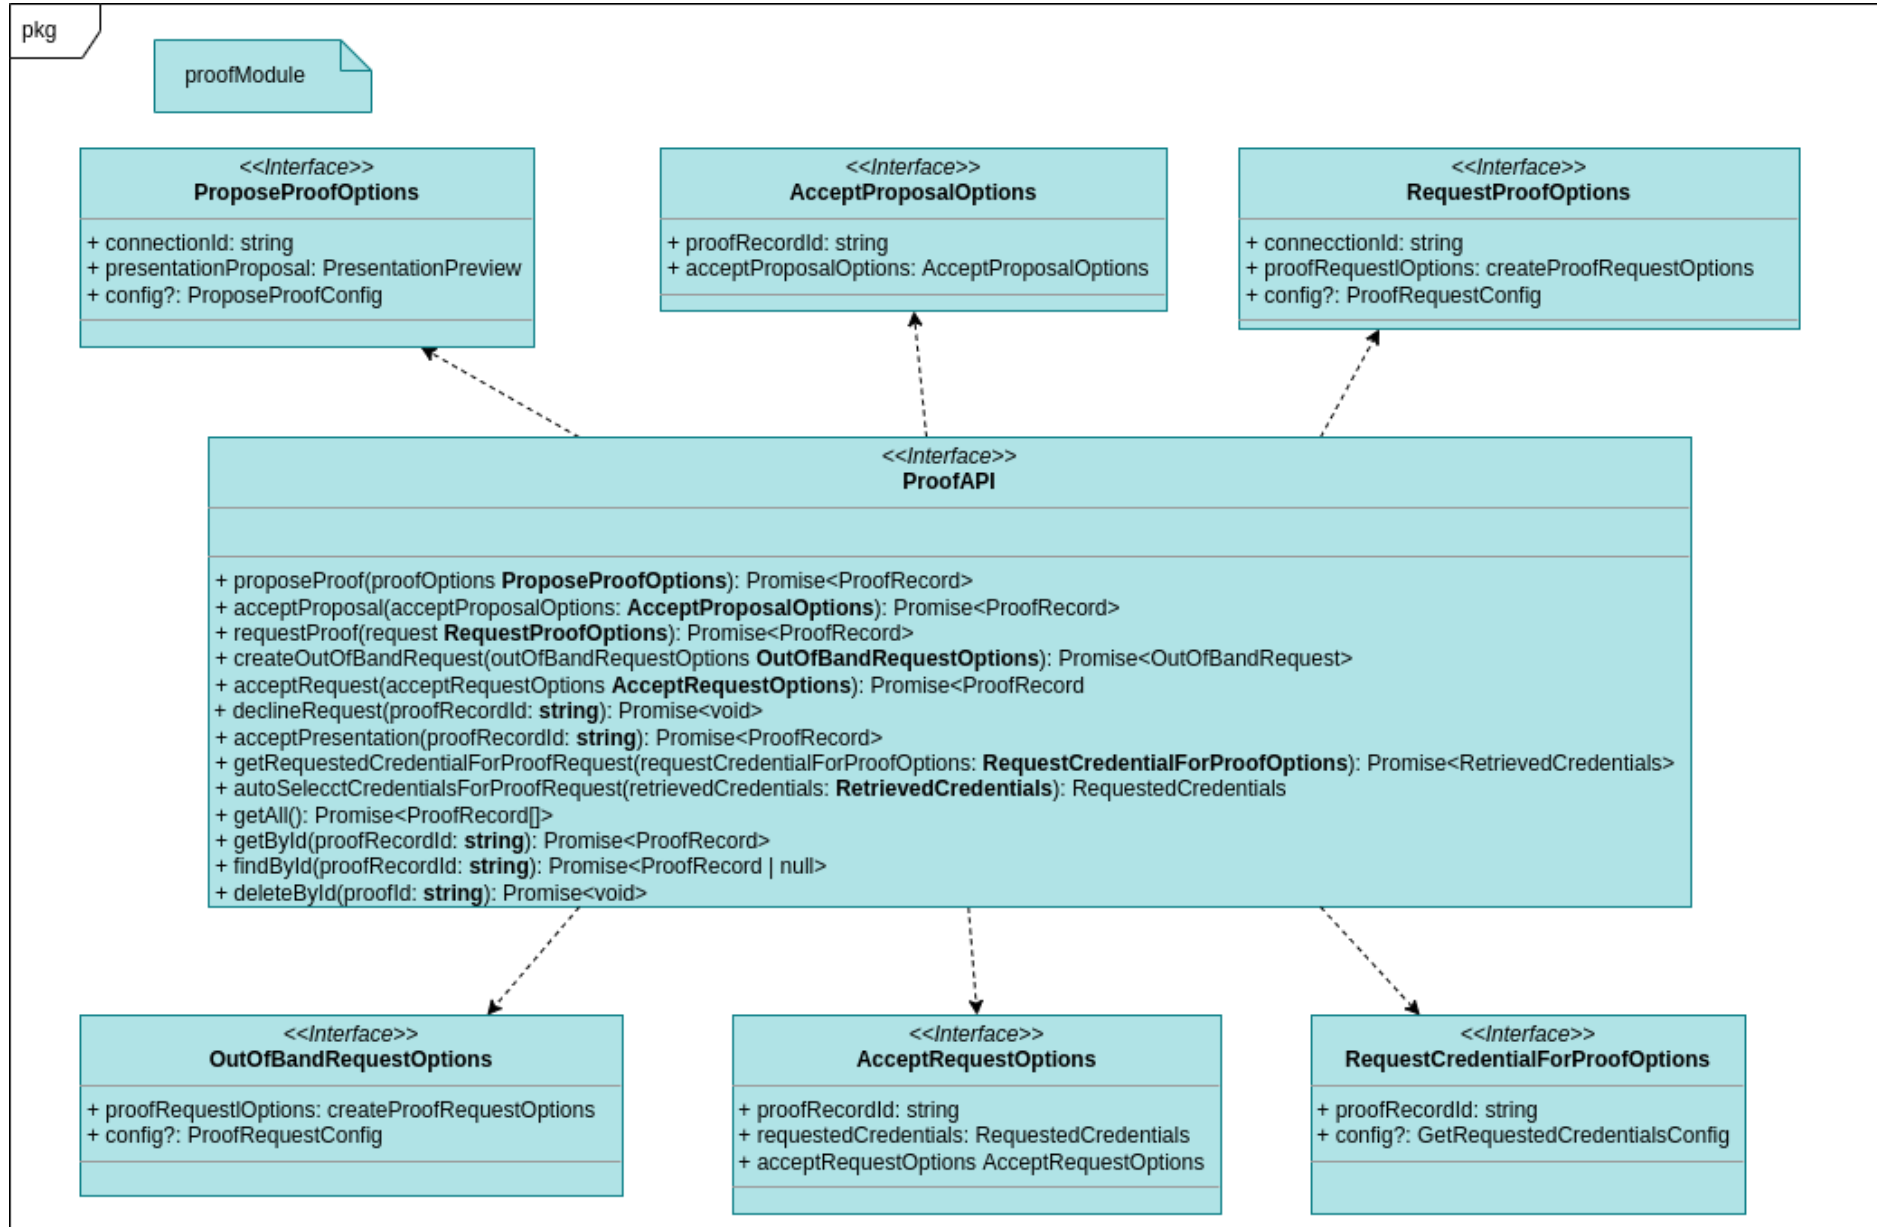 pkg
proofModule
<<Interface>>
ProposeProofOptions
+ connectionId: string
+ presentationProposal: PresentationPreview
+ config?: ProposeProofConfig
<<Interface>>
AcceptProposalOptions
+ proofRecordId: string
+ acceptProposalOptions: AcceptProposalOptions
<<Interface>>
RequestProofOptions
+ connecctionId: string
+ proofRequestlOptions: createProofRequestOptions
+ config?: ProofRequestConfig
<<Interface>>
ProofAPI
+ proposeProof(proofOptions ProposeProofOptions): Promise<ProofRecord>
+ acceptProposal(acceptProposalOptions: AcceptProposalOptions): Promise<ProofRecord>
+ requestProof(request RequestProofOptions): Promise<ProofRecord>
+ createOutOfBandRequest(outOfBandRequestOptions OutOfBandRequestOptions): Promise<OutOfBandRequest>
+ acceptRequest(acceptRequestOptions AcceptRequestOptions): Promise<ProofRecord
+ declineRequest(proofRecordId: string): Promise<void>
+ acceptPresentation(proofRecordId: string): Promise<ProofRecord>
+ getRequestedCredentialForProofRequest(requestCredentialForProofOptions: RequestCredentialForProofOptions): Promise<RetrievedCredentials>
+ autoSelecctCredentialsForProofRequest(retrievedCredentials: RetrievedCredentials): RequestedCredentials
+ getAll(): Promise<ProofRecord[]>
+ getById(proofRecordId: string): Promise<ProofRecord>
+ findById(proofRecordId: string): Promise<ProofRecord | null>
+ deleteById(proofId: string): Promise<void>
<<Interface>>
OutOfBandRequestOptions
+ proofRequestlOptions: createProofRequestOptions
+ config?: ProofRequestConfig
<<Interface>>
AcceptRequestOptions
+ proofRecordId: string
+ requestedCredentials: RequestedCredentials
+ acceptRequestOptions AcceptRequestOptions
<<Interface>>
RequestCredentialForProofOptions
+ proofRecordId: string
+ config?: GetRequestedCredentialsConfig